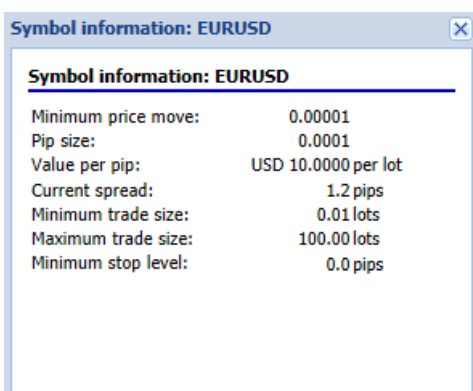 Symbol information: EURUSD
Symbol information: EURUSD
Minimum price move: 0.00001
Pip size: 0.0001
Value per pip: USD 10.0000 per lot
Current spread: 1.2 pips
Minimum trade size: 0.01 lots
Maximum trade size: 100.00 lots
Minimum stop level: 0.0 pips